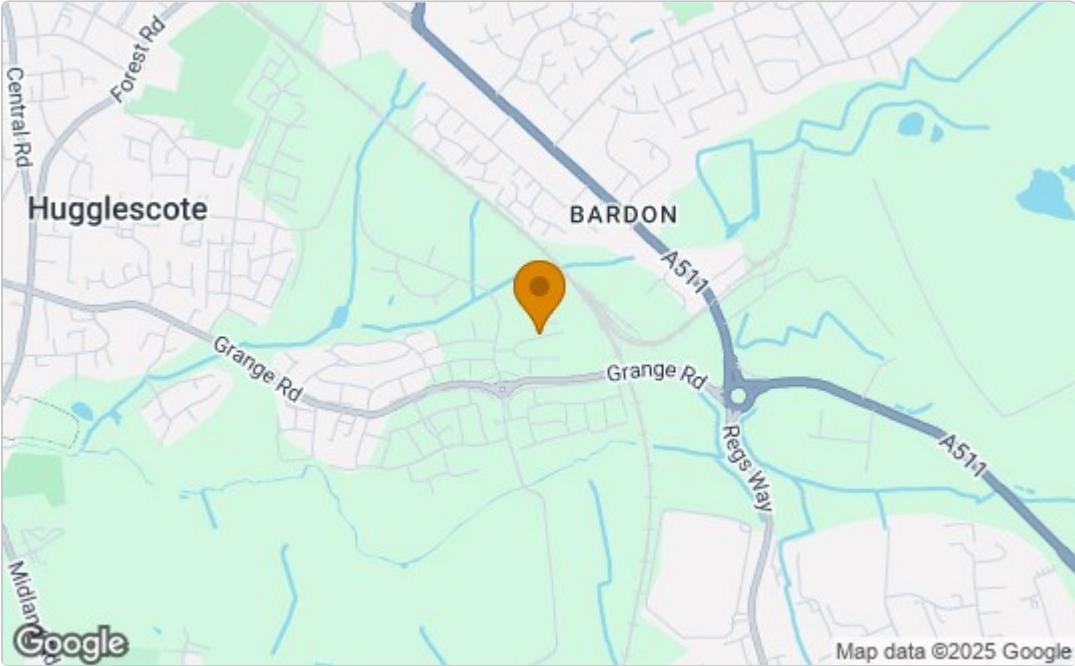 Central Rd
Forest Rd
Hugglescote
BARDON
A511
Grange Rd
Grange Rd
Regs Way
A511
Midland Rd
Google
Map data ©2025 Google